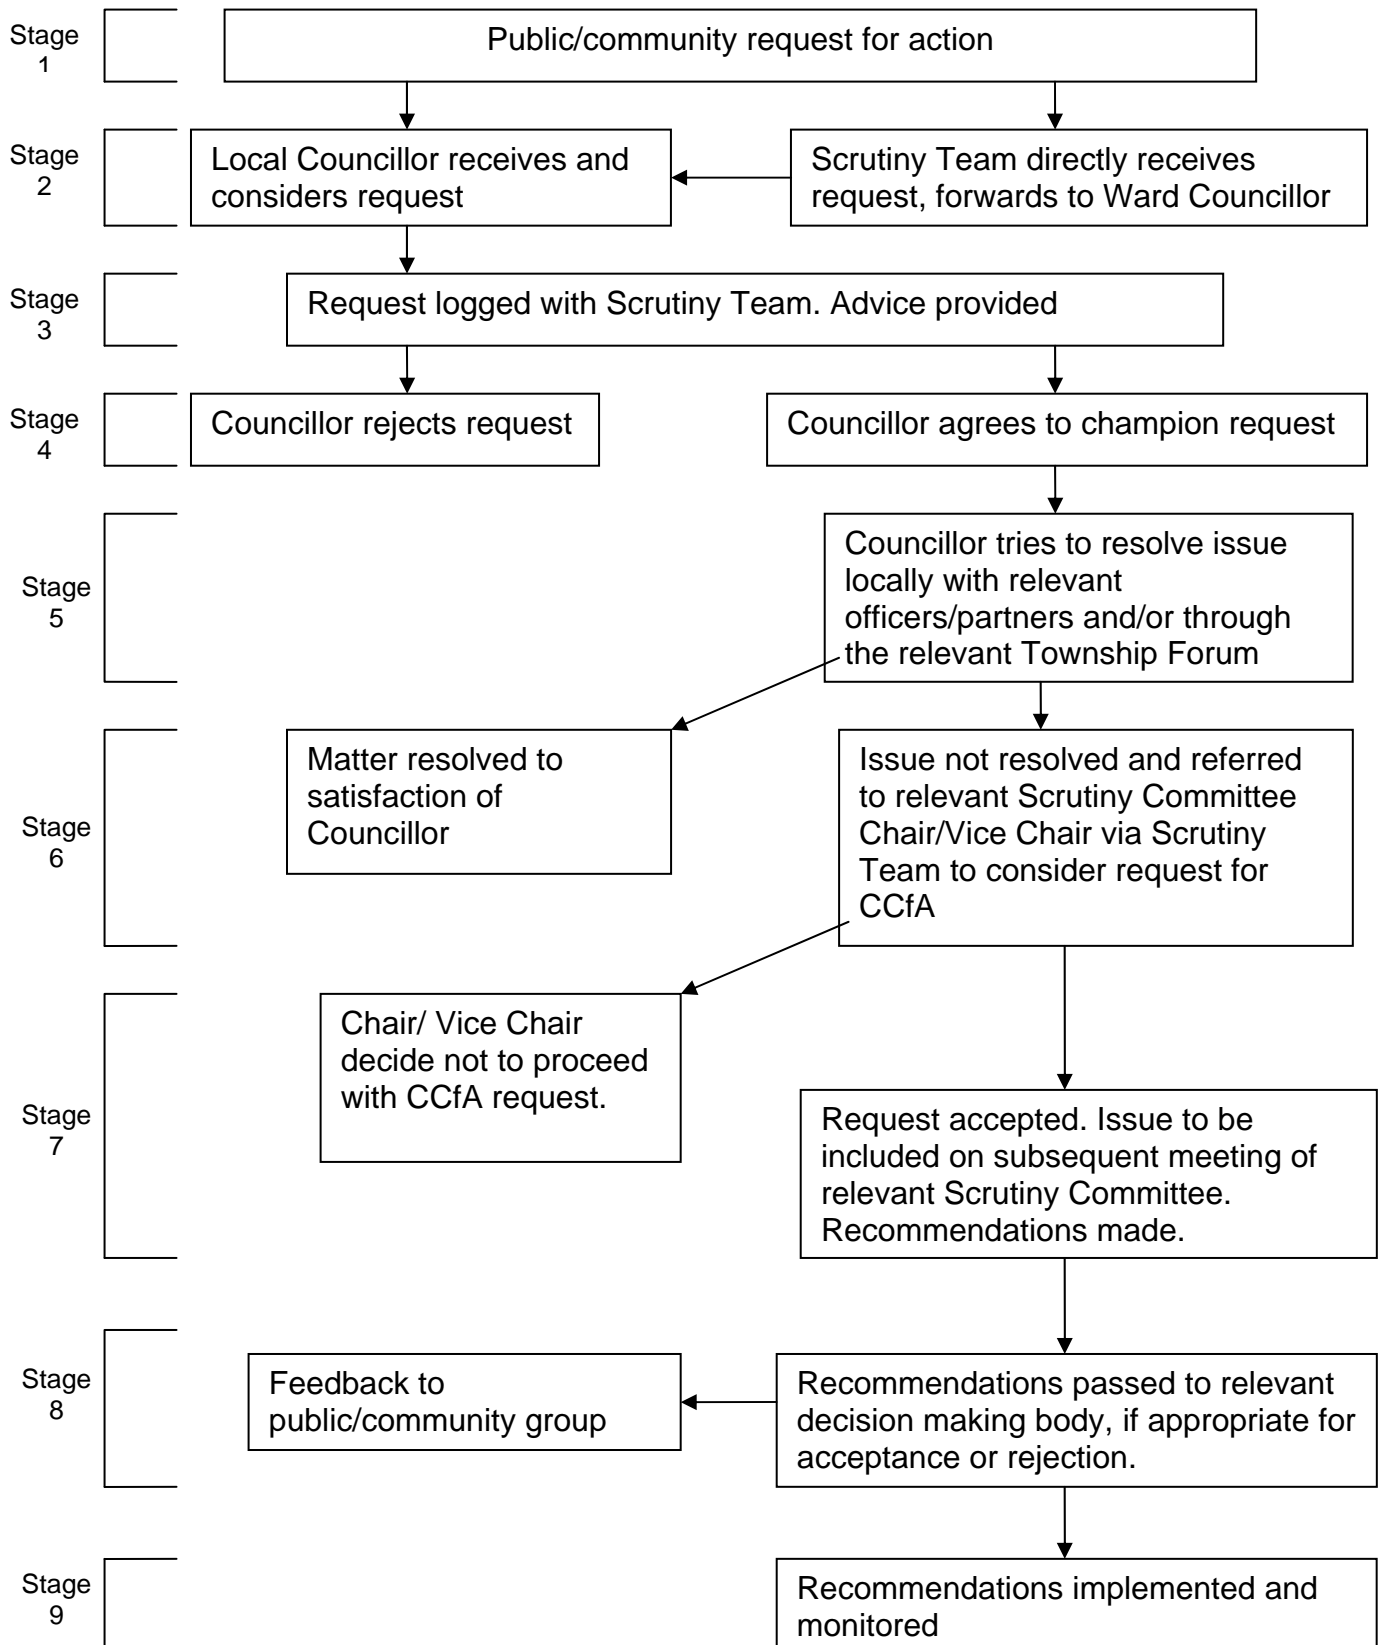 Stage
1
Public/community request for action
Stage
2
Local Councillor receives and
considers request
Scrutiny Team directly receives
request, forwards to Ward Councillor
Stage
3
Request logged with Scrutiny Team. Advice provided
Stage
4
Councillor rejects request
Councillor agrees to champion request
Stage
5
Councillor tries to resolve issue
locally with relevant
officers/partners and/or through
the relevant Township Forum
Stage
6
Matter resolved to
satisfaction of
Councillor
Issue not resolved and referred
to relevant Scrutiny Committee
Chair/Vice Chair via Scrutiny
Team to consider request for
CCfA
Stage
7
Chair/ Vice Chair
decide not to proceed
with CCfA request.
Request accepted. Issue to be
included on subsequent meeting of
relevant Scrutiny Committee.
Recommendations made.
Stage
8
Feedback to
public/community group
Recommendations passed to relevant
decision making body, if appropriate for
acceptance or rejection.
Stage
9
Recommendations implemented and
monitored